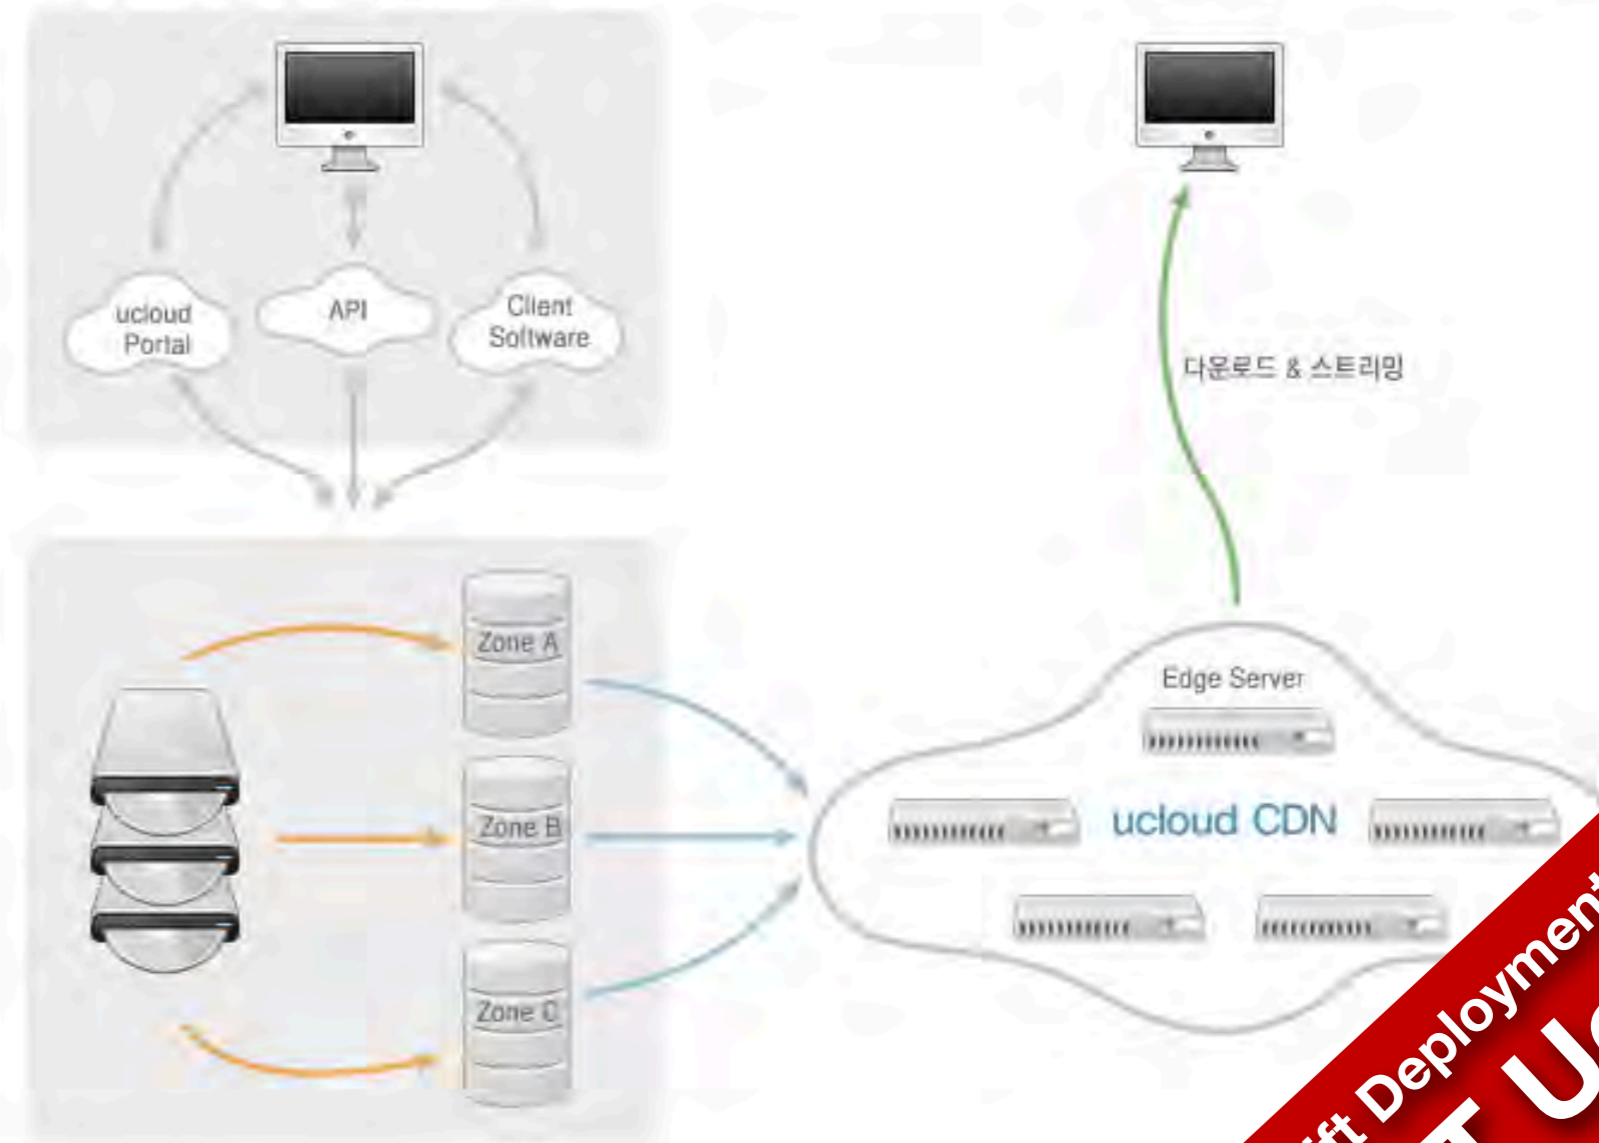 ucloud
Portal
API
Client
Software
다운로드 & 스트리밍
Zone A
Zone B
Zone C
Edge Server
ucloud CDN
Deployment